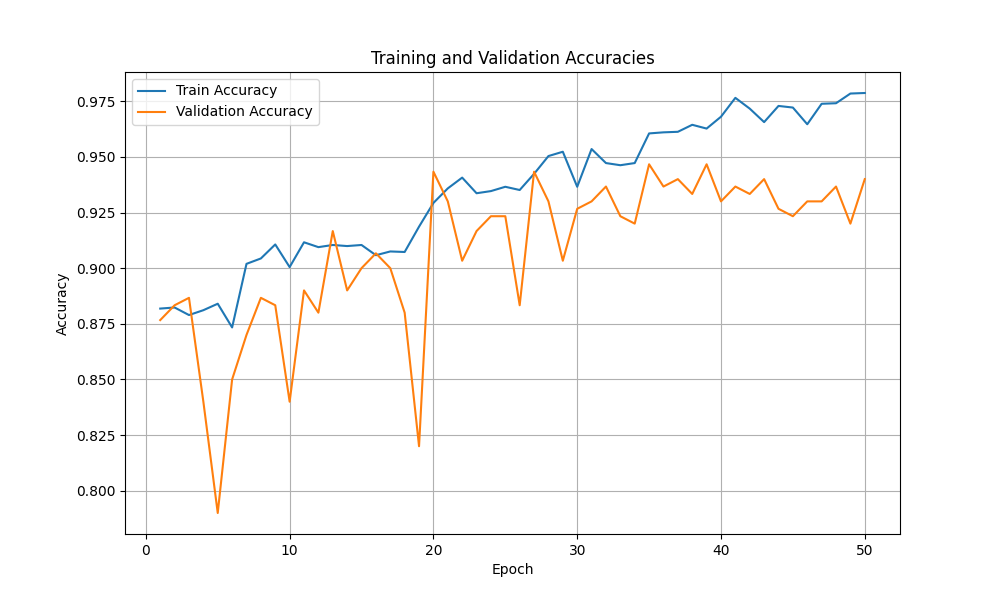 Training and Validation Accuracies
Train Accuracy
Validation Accuracy
0.975
0.950
0.925
0.900
0.875
0.850
0.825
0.800
Accuracy
0 10 20 30 40 50
Epoch